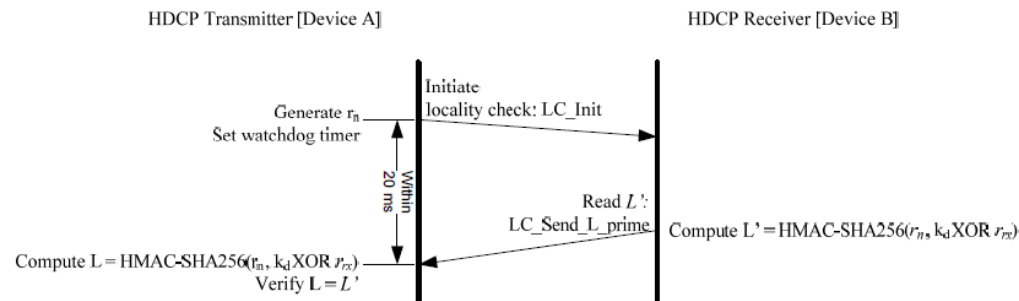 HDCP Transmitter [Device A]
HDCP Receiver [Device B]
Initiate
locality check: LC_Init
Generate rn
Set watchdog timer
Within
20 ms
Read L':
LC_Send_L_prime
Compute L' = HMAC-SHA256(rn, kd XOR rrx)
Compute L = HMAC-SHA256(rn, kd XOR rrx)
Verify L = L'